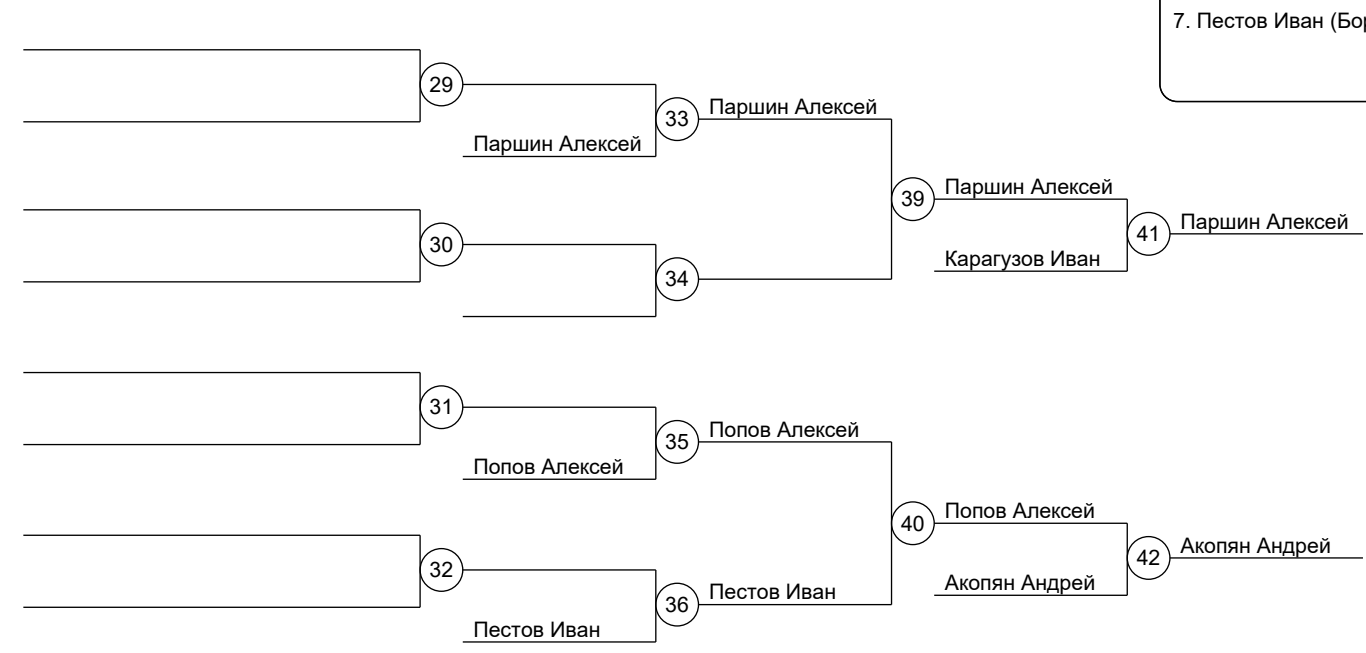 7. Пестов Иван (Бор
29
33
Паршин Алексей
Паршин Алексей
39
Паршин Алексей
30
41
Паршин Алексей
Карагузов Иван
34
31
35
Попов Алексей
Попов Алексей
40
Попов Алексей
42
Акопян Андрей
32
Акопян Андрей
36
Пестов Иван
Пестов Иван